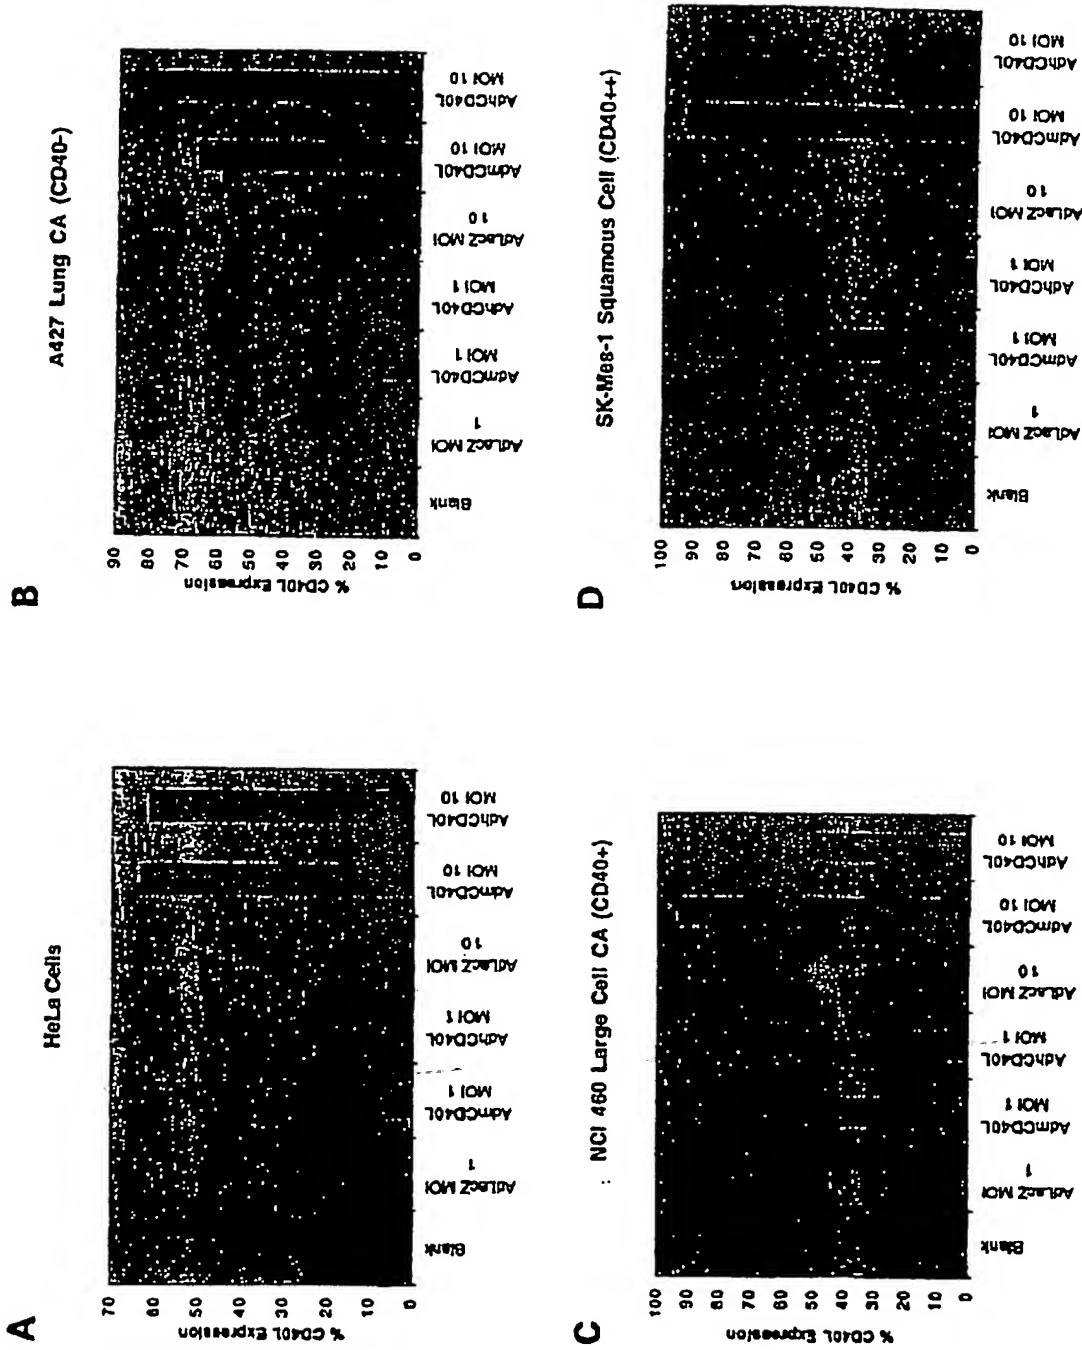 A
HeLa Cells
% CD40L Expression
70
60
50
40
30
20
10
0
Blank
AdLacZ MOI
1
AdmCD40L
MOI 1
AdhCD40L
MOI 1
AdLacZ MOI
10
AdmCD40L
MOI 10
AdhCD40L
MOI 10
B
A427 Lung CA (CD40-)
% CD40L Expression
90
80
70
60
50
40
30
20
10
0
Blank
AdLacZ MOI
1
AdmCD40L
MOI 1
AdhCD40L
MOI 1
AdLacZ MOI
10
AdmCD40L
MOI 10
AdhCD40L
MOI 10
C
NCI 460 Large Cell CA (CD40+)
% CD40L Expression
100
90
80
70
60
50
40
30
20
10
0
Blank
AdLacZ MOI
1
AdmCD40L
MOI 1
AdhCD40L
MOI 1
AdLacZ MOI
10
AdmCD40L
MOI 10
AdhCD40L
MOI 10
D
SK-Mes-1 Squamous Cell (CD40++)
% CD40L Expression
100
90
80
70
60
50
40
30
20
10
0
Blank
AdLacZ MOI
1
AdmCD40L
MOI 1
AdhCD40L
MOI 1
AdLacZ MOI
10
AdmCD40L
MOI 10
AdhCD40L
MOI 10